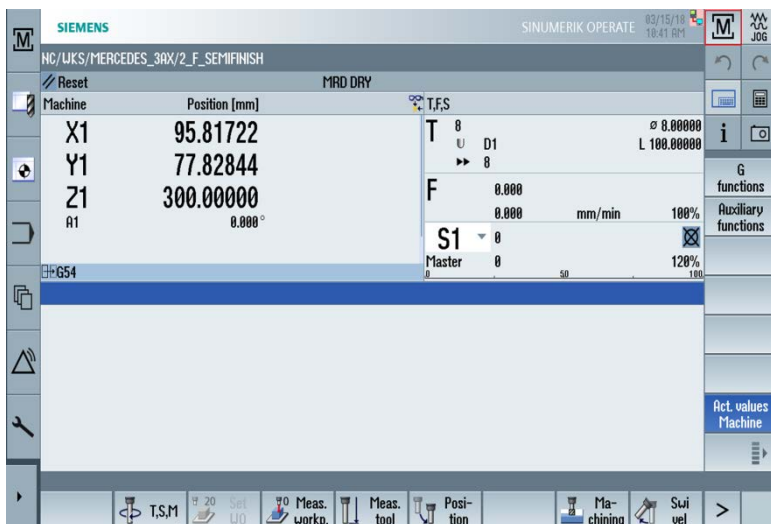 SIEMENS
SINUMERIK OPERATE
03/15/18
10:41 AM
M
M
JOG
NC/WKS/MERCEDES_3AX/2_F_SEMIFINISH
Reset
MRD DRY
Machine Position [mm]
T,F,S
X1 95.81722
Y1 77.82844
Z1 300.00000
A1 0.000°
T 8 ø 8.00000
D1 L 100.00000
8
F 0.000
0.000 mm/min 100%
S1 0
Master 0 120%
0 50 100
G54
i
G functions
Auxiliary functions
Act. values
Machine
T,S,M
Set
WO
Meas.
workp.
Meas.
tool
Posi-
tion
Ma-
chining
Swi
vel
>